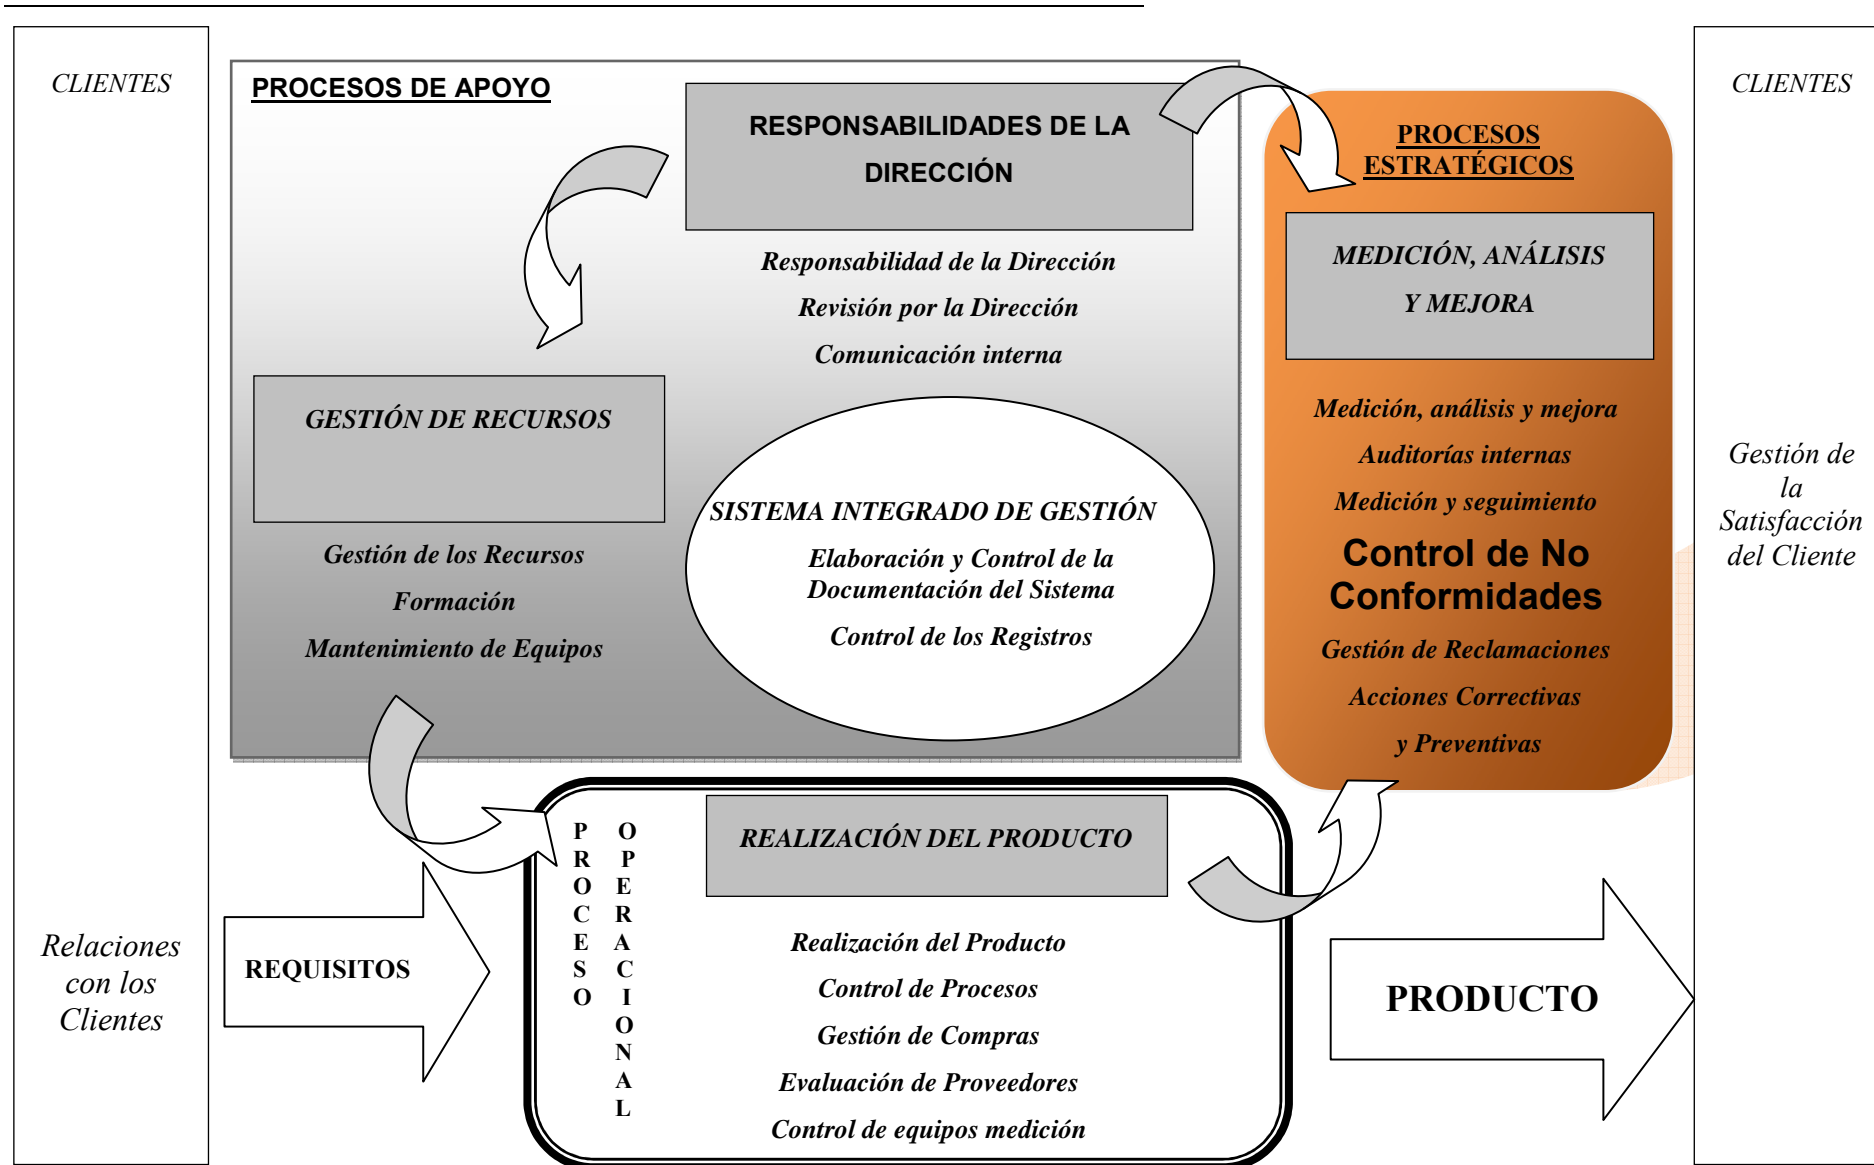 CLIENTES
Relaciones
con los
Clientes
PROCESOS DE APOYO
RESPONSABILIDADES DE LA
DIRECCIÓN
Responsabilidad de la Dirección
Revisión por la Dirección
Comunicación interna
GESTIÓN DE RECURSOS
Gestión de los Recursos
Formación
Mantenimiento de Equipos
SISTEMA INTEGRADO DE GESTIÓN
Elaboración y Control de la
Documentación del Sistema
Control de los Registros
PROCESOS
ESTRATÉGICOS
MEDICIÓN, ANÁLISIS
Y MEJORA
Medición, análisis y mejora
Auditorías internas
Medición y seguimiento
Control de No
Conformidades
Gestión de Reclamaciones
Acciones Correctivas
y Preventivas
REQUISITOS
PROCESO
OPERACIONAL
REALIZACIÓN DEL PRODUCTO
Realización del Producto
Control de Procesos
Gestión de Compras
Evaluación de Proveedores
Control de equipos medición
PRODUCTO
CLIENTES
Gestión de
la
Satisfacción
del Cliente